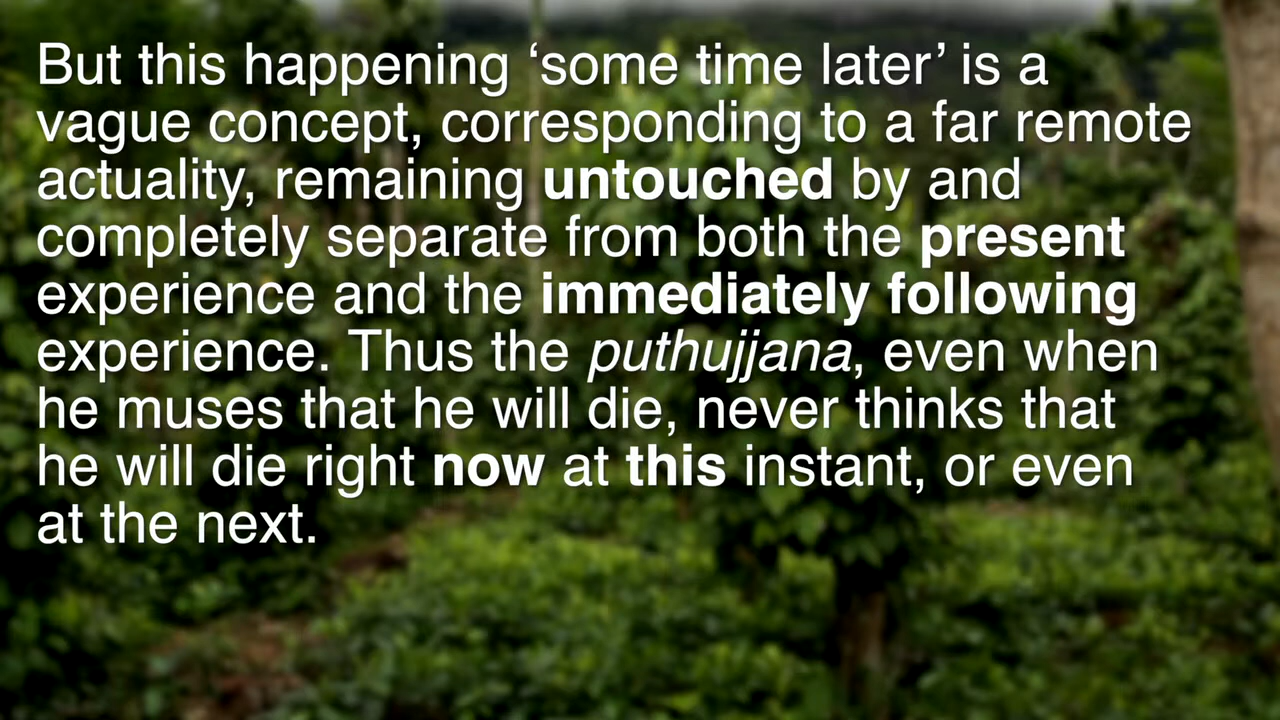 But this happening ‘some time later’ is a
vague concept, corresponding to a far remote
actuality, remaining untouched by and
completely separate from both the present
experience and the immediately following
experience. Thus the puthujjana, even when
he muses that he will die, never thinks that
he will die right now at this instant, or even
at the next.